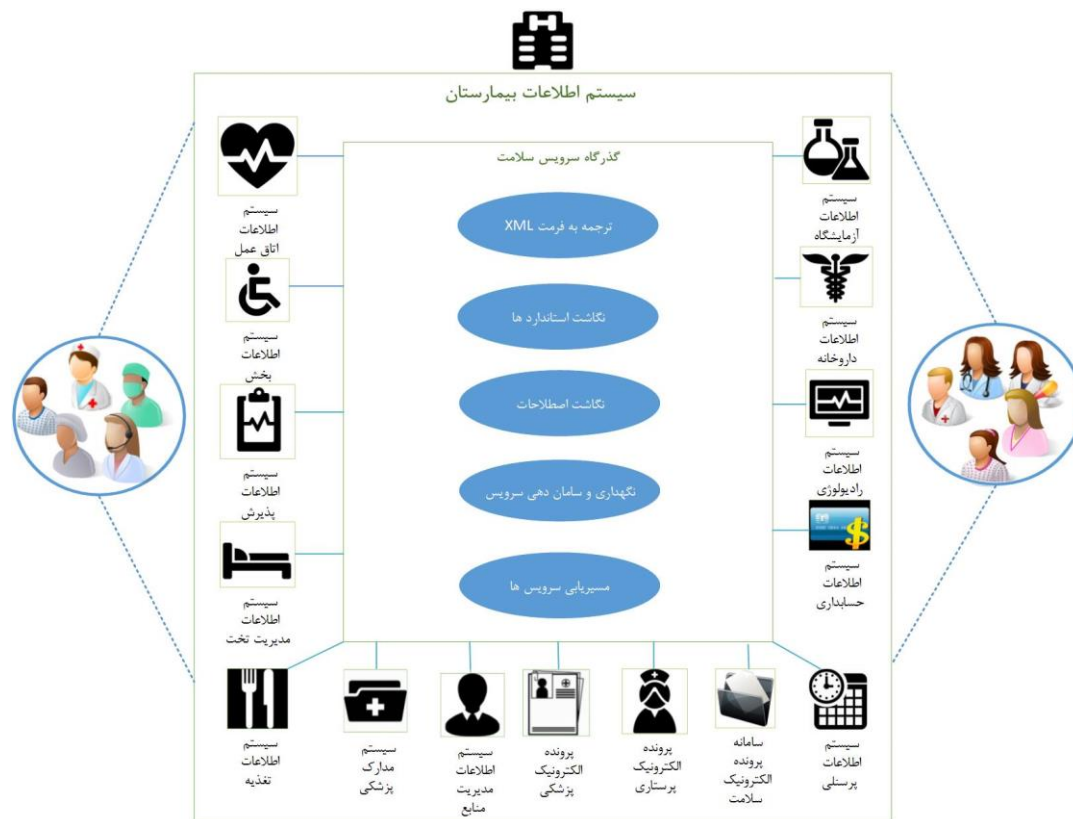 سیستم اطلاعات بیمارستان
گذرگاه سرویس سلامت
ترجمه به فرمت XML
نگاشت استاندارد ها
نگاشت اصطلاحات
نگهداری و سامان دهی سرویس
مسیریابی سرویس ها
سیستم
اطلاعات
آزمایشگاه
سیستم
اطلاعات
داروخانه
سیستم
اطلاعات
رادیولوژی
سیستم
اطلاعات
حسابداری
سیستم
اطلاعات
اتاق عمل
سیستم
اطلاعات
بخش
سیستم
اطلاعات
پذیرش
سیستم
اطلاعات
مدیریت تخت
سیستم
اطلاعات
پرسنلی
سامانه
پرونده
الکترونیک
سلامت
پرونده
الکترونیک
پرستاری
پرونده
الکترونیک
پزشکی
سیستم
اطلاعات
مدیریت
منابع
سیستم
مدارک
پزشکی
سیستم
اطلاعات
تغذیه